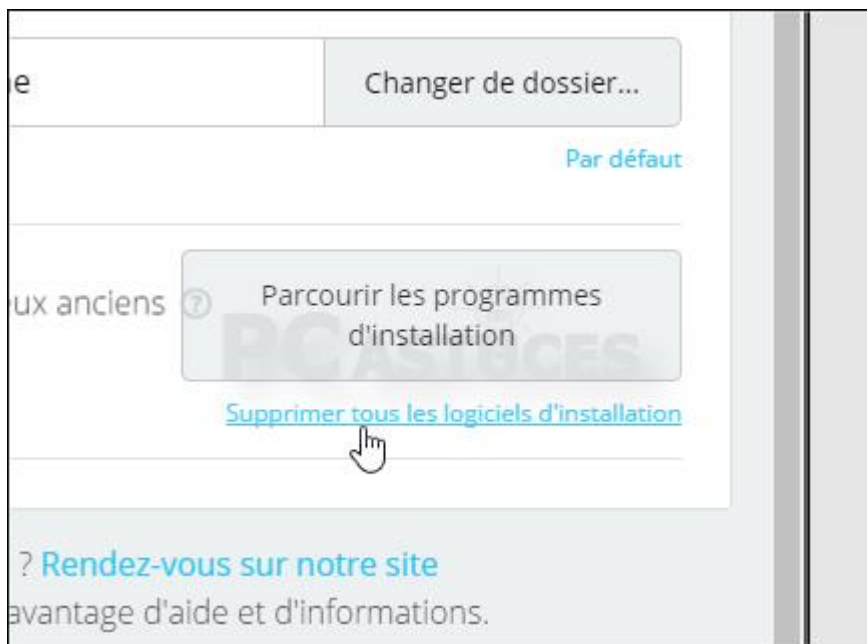 ne Changer de dossier...
Par défaut
ux anciens ? Parcourir les programmes
d'installation
PC ASTUCES
Supprimer tous les logiciels d'installation
? Rendez-vous sur notre site
avantage d'aide et d'informations.